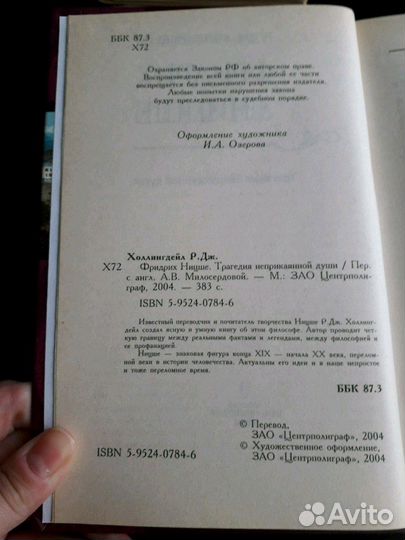 ББК 87.3
Х72
Охраняется Законом РФ об авторском праве.
Воспроизведение всей книги или любой ее части
воспрещается без письменного разрешения издателя.
Любые попытки нарушения закона
будут преследоваться в судебном порядке.
Оформление художника
И.А. Озерова
Холлингдейл Р.Дж.
Х72 Фридрих Ницше. Трагедия неприкаянной души / Пер.
с англ. А.В. Милосердовой. — М.: ЗАО Центрполи-
граф, 2004. — 383 с.
ISBN 5-9524-0784-6
Известный переводчик и почитатель творчества Ницше Р.Дж. Холлинг-
дейл создал ясную и умную книгу об этом философе. Автор проводит чет-
кую границу между реальными фактами и легендами, между философией и
ее профанацией.
Ницше — знаковая фигура конца XIX — начала XX века, перелом-
ной вехи в истории человечества. Актуальны его идеи и в наше непростое
и тоже переломное время.
ББК 87.3
© Перевод,
ЗАО «Центрполиграф», 2004
© Художественное оформление,
ЗАО «Центрполиграф», 2004
ISBN 5-9524-0784-6
Avito